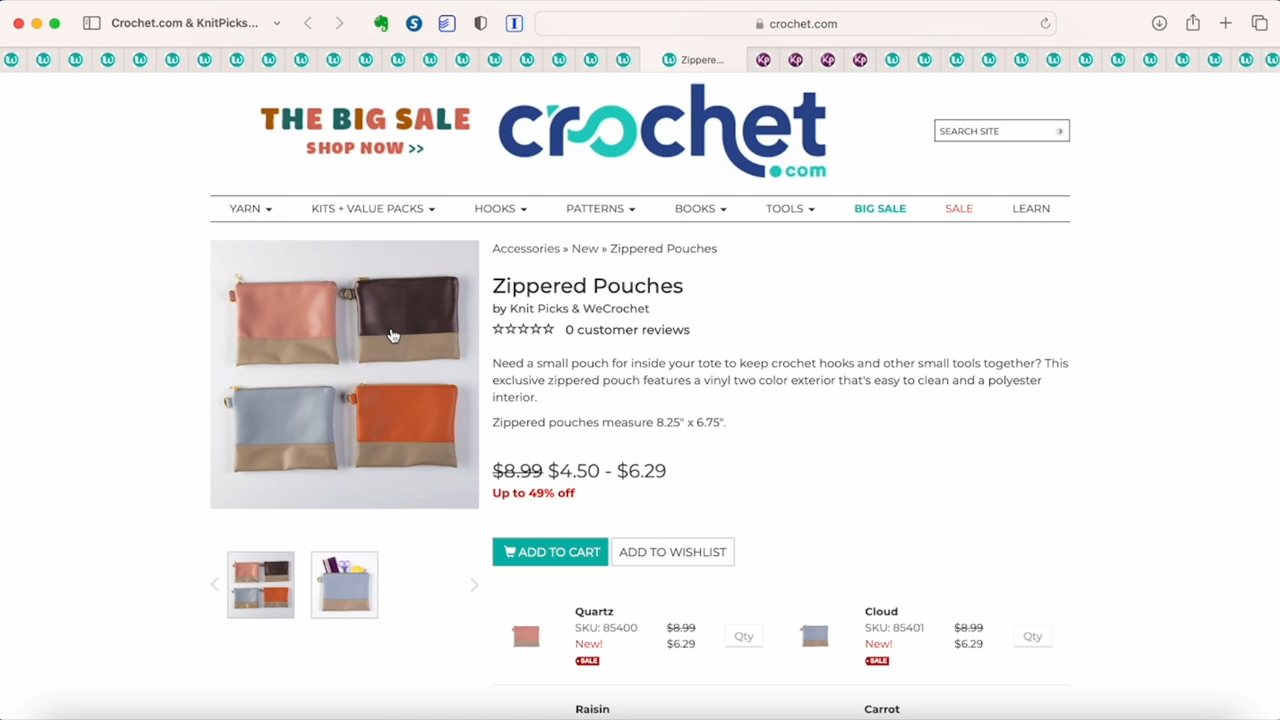 Crochet.com & KnitPicks...
crochet.com
Zippere...
THE BIG SALE
SHOP NOW >>
crochet
.com
SEARCH SITE
YARN
KITS + VALUE PACKS
HOOKS
PATTERNS
BOOKS
TOOLS
BIG SALE
SALE
LEARN
Accessories » New » Zippered Pouches
Zippered Pouches
by Knit Picks & WeCrochet
0 customer reviews
Need a small pouch for inside your tote to keep crochet hooks and other small tools together? This
exclusive zippered pouch features a vinyl two color exterior that's easy to clean and a polyester
interior.
Zippered pouches measure 8.25" x 6.75".
$8.99 $4.50 - $6.29
Up to 49% off
ADD TO CART
ADD TO WISHLIST
Quartz
SKU: 85400
New!
SALE
$8.99
$6.29
Qty
Cloud
SKU: 85401
New!
SALE
$8.99
$6.29
Qty
Raisin
Carrot